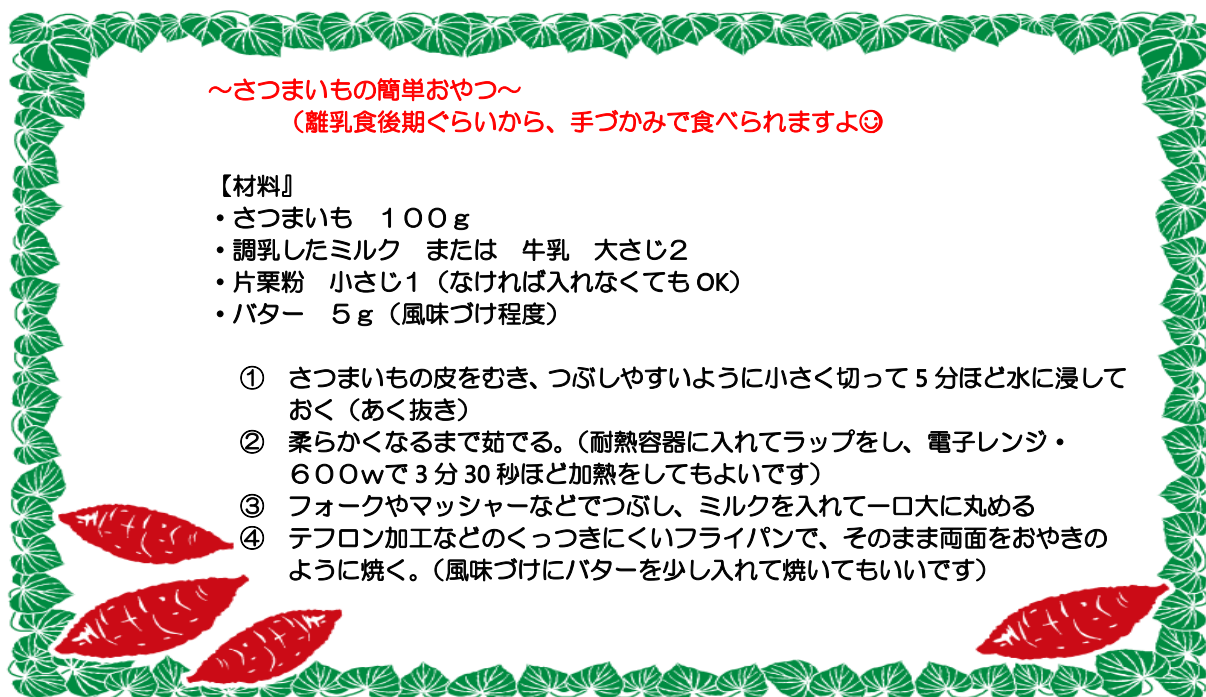 ～さつまいもの簡単おやつ～
（離乳食後期ぐらいから、手づかみで食べられますよ☺
【材料』
・さつまいも　１００ｇ
・調乳したミルク　または　牛乳　大さじ２
・片栗粉　小さじ１（なければ入れなくても OK）
・バター　５ｇ（風味づけ程度）
①　さつまいもの皮をむき、つぶしやすいように小さく切って 5 分ほど水に浸して
おく（あく抜き）
②　柔らかくなるまで茹でる。（耐熱容器に入れてラップをし、電子レンジ・
６００ｗで 3 分 30 秒ほど加熱をしてもよいです）
③　フォークやマッシャーなどでつぶし、ミルクを入れて一口大に丸める
④　テフロン加工などのくっつきにくいフライパンで、そのまま両面をおやきの
ように焼く。（風味づけにバターを少し入れて焼いてもいいです）